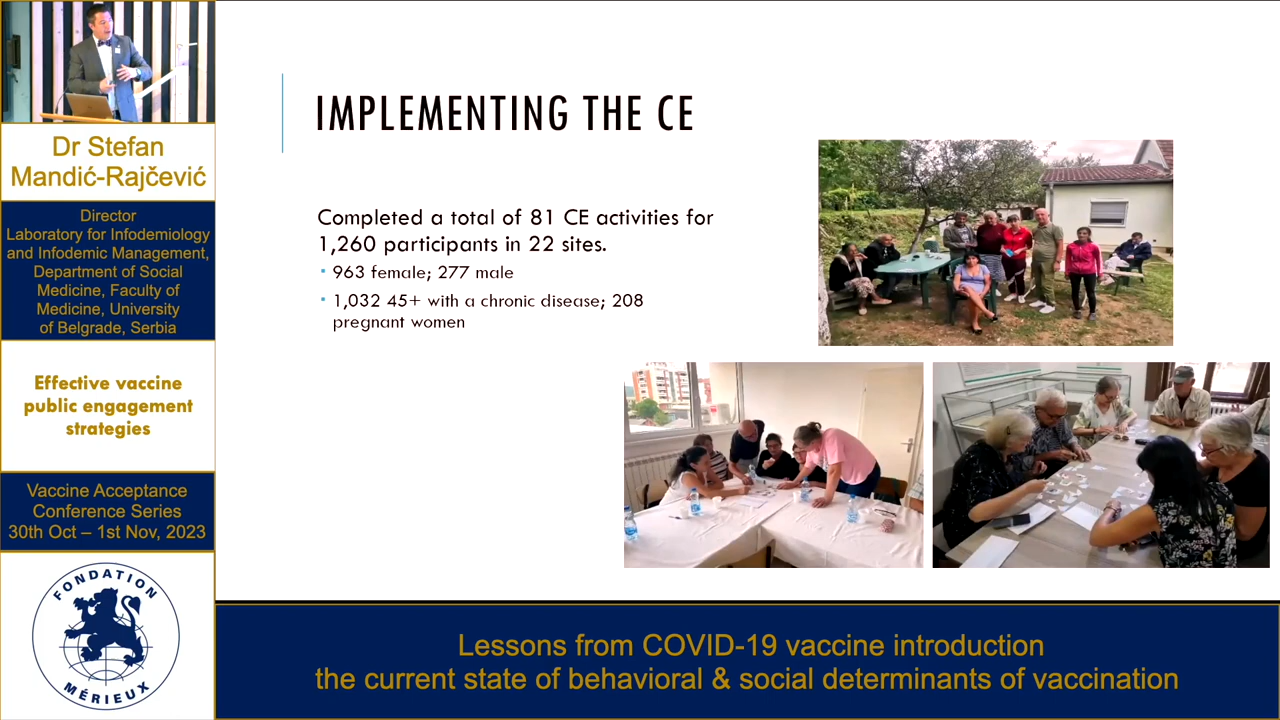 Dr Stefan
Mandić-Rajčević
Director
Laboratory for Infodemiology
and Infodemic Management,
Department of Social
Medicine, Faculty of
Medicine, University
of Belgrade, Serbia
Effective vaccine
public engagement
strategies
Vaccine Acceptance
Conference Series
30th Oct – 1st Nov, 2023
FONDATION
MÉRIEUX
IMPLEMENTING THE CE
Completed a total of 81 CE activities for
1,260 participants in 22 sites.
963 female; 277 male
1,032 45+ with a chronic disease; 208
pregnant women
Lessons from COVID-19 vaccine introduction
the current state of behavioral & social determinants of vaccination